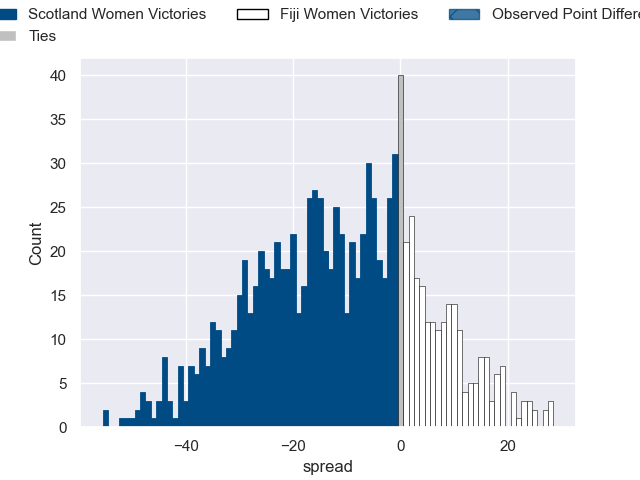 Scotland Women Victories Fiji Women Victories Observed Point Differe
Ties
40
35
30
25
20
15
10
5
0
Count
−40 −20 0 20
spread